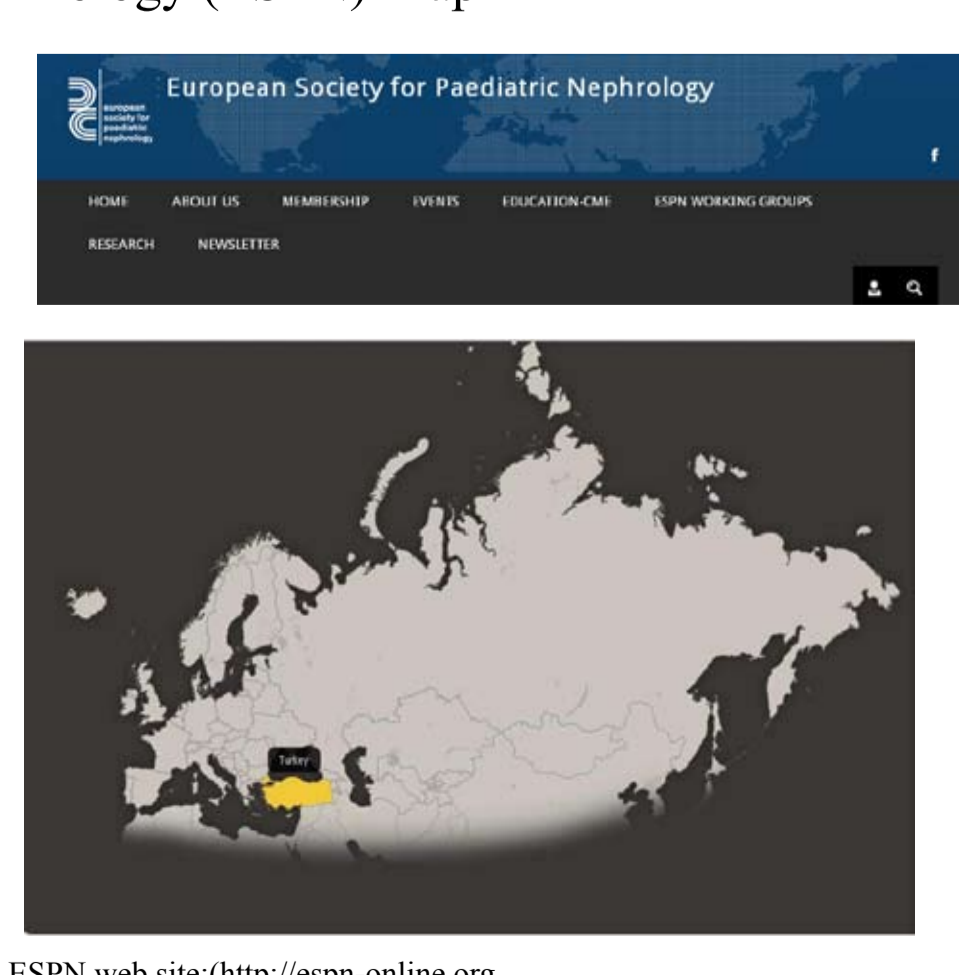 European Society for Paediatric Nephrology
european
society for
paediatric
nephrology
f
HOME ABOUT US MEMBERSHIP EVENTS EDUCATION-CME ESPN WORKING GROUPS
RESEARCH NEWSLETTER
Turkey
ESPN web site:(http://espn-online.org